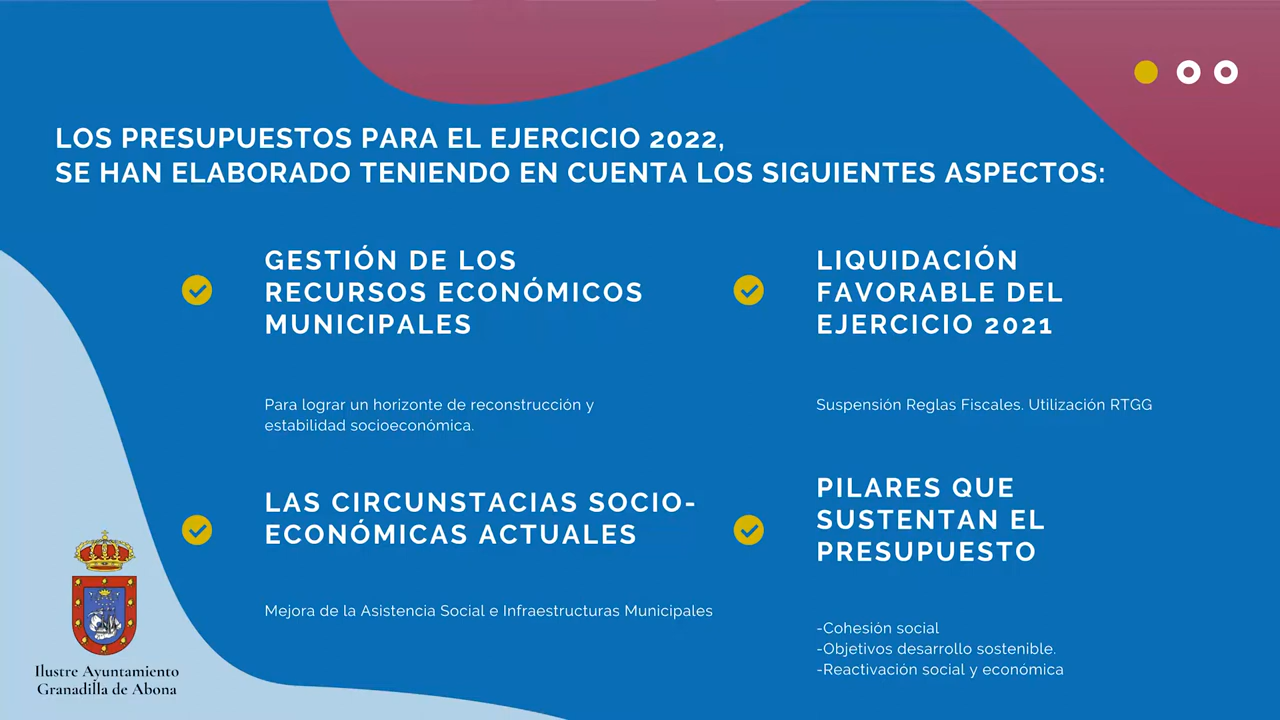 LOS PRESUPUESTOS PARA EL EJERCICIO 2022,
SE HAN ELABORADO TENIENDO EN CUENTA LOS SIGUIENTES ASPECTOS:
GESTIÓN DE LOS
RECURSOS ECONÓMICOS
MUNICIPALES
Para lograr un horizonte de reconstrucción y
estabilidad socioeconómica.
LIQUIDACIÓN
FAVORABLE DEL
EJERCICIO 2021
Suspensión Reglas Fiscales. Utilización RTGG
LAS CIRCUNSTACIAS SOCIO-
ECONÓMICAS ACTUALES
Mejora de la Asistencia Social e Infraestructuras Municipales
PILARES QUE
SUSTENTAN EL
PRESUPUESTO
-Cohesión social
-Objetivos desarrollo sostenible.
-Reactivación social y económica
Ilustre Ayuntamiento
Granadilla de Abona